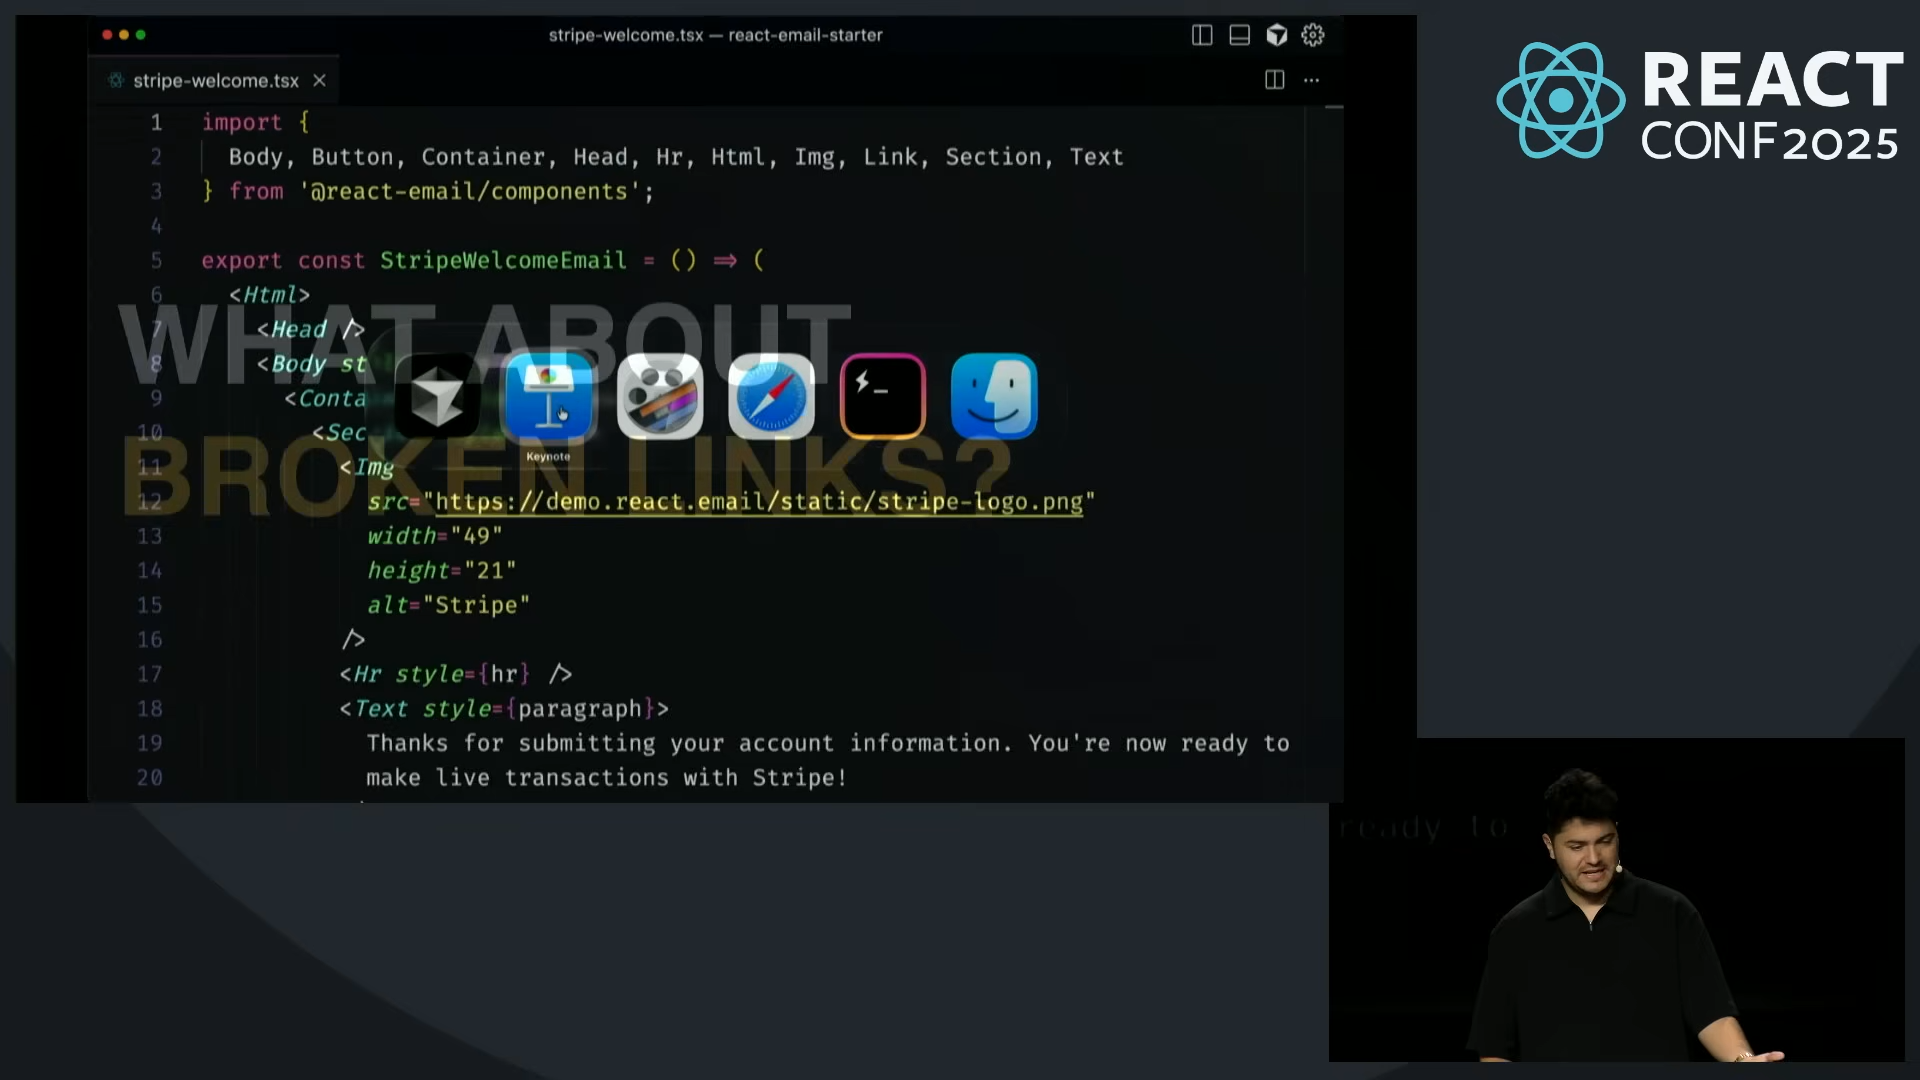 stripe-welcome.tsx — react-email-starter
stripe-welcome.tsx
1 import {
2 Body, Button, Container, Head, Hr, Html, Img, Link, Section, Text
3 } from '@react-email/components';
4
5 export const StripeWelcomeEmail = () => (
6 <Html>
7 <Head />
8 <Body st
9 <Conta
10 <Sec
11 <Img
12 src="https://demo.react.email/static/stripe-logo.png"
13 width="49"
14 height="21"
15 alt="Stripe"
16 />
17 <Hr style={hr} />
18 <Text style={paragraph}>
19 Thanks for submitting your account information. You're now ready to
20 make live transactions with Stripe!
WHAT ABOUT
BROKEN LINKS?
Keynote
REACT
CONF2025
ready to